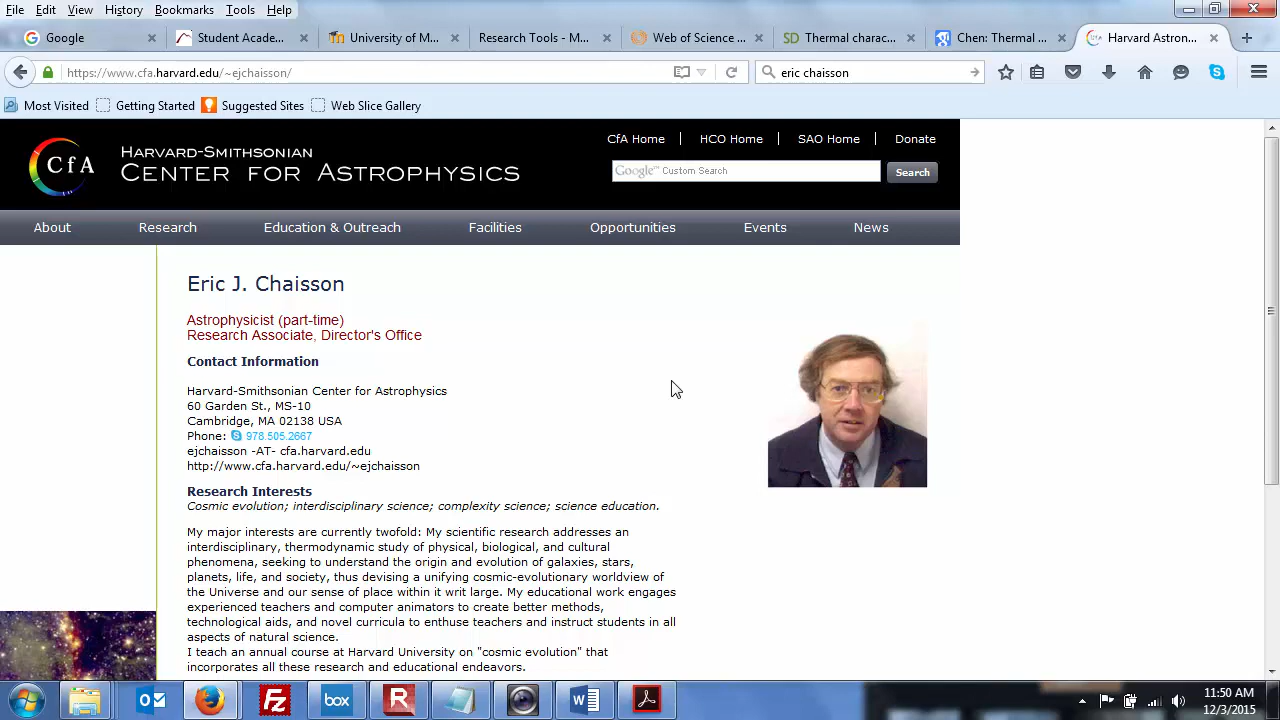 File Edit View History Bookmarks Tools Help
Google Student Acade... University of M... Research Tools - M... Web of Science ... Thermal charac... Chen: Thermal ... Harvard Astron...
https://www.cfa.harvard.edu/~ejchaisson/ eric chaisson
Most Visited Getting Started Suggested Sites Web Slice Gallery
CfA Home HCO Home SAO Home Donate
CfA HARVARD-SMITHSONIAN
CENTER FOR ASTROPHYSICS
Google™ Custom Search Search
About Research Education & Outreach Facilities Opportunities Events News
Eric J. Chaisson
Astrophysicist (part-time)
Research Associate, Director's Office
Contact Information
Harvard-Smithsonian Center for Astrophysics
60 Garden St., MS-10
Cambridge, MA 02138 USA
Phone: 978.505.2667
ejchaisson -AT- cfa.harvard.edu
http://www.cfa.harvard.edu/~ejchaisson
Research Interests
Cosmic evolution; interdisciplinary science; complexity science; science education.
My major interests are currently twofold: My scientific research addresses an
interdisciplinary, thermodynamic study of physical, biological, and cultural
phenomena, seeking to understand the origin and evolution of galaxies, stars,
planets, life, and society, thus devising a unifying cosmic-evolutionary worldview of
the Universe and our sense of place within it writ large. My educational work engages
experienced teachers and computer animators to create better methods,
technological aids, and novel curricula to enthuse teachers and instruct students in all
aspects of natural science.
I teach an annual course at Harvard University on "cosmic evolution" that
incorporates all these research and educational endeavors.
box
11:50 AM
12/3/2015